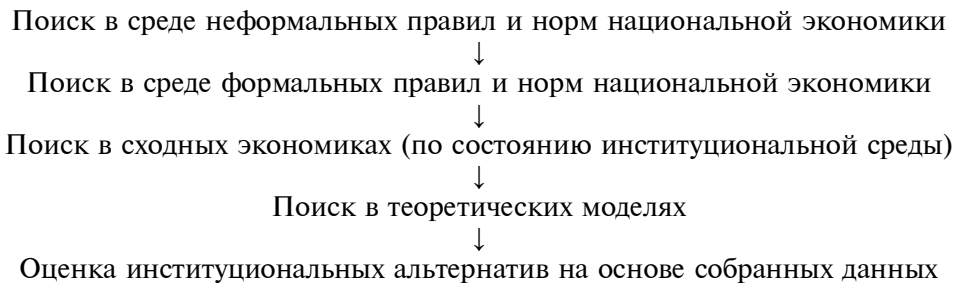 Поиск в среде неформальных правил и норм национальной экономики
↓
Поиск в среде формальных правил и норм национальной экономики
↓
Поиск в сходных экономиках (по состоянию институциональной среды)
↓
Поиск в теоретических моделях
↓
Оценка институциональных альтернатив на основе собранных данных